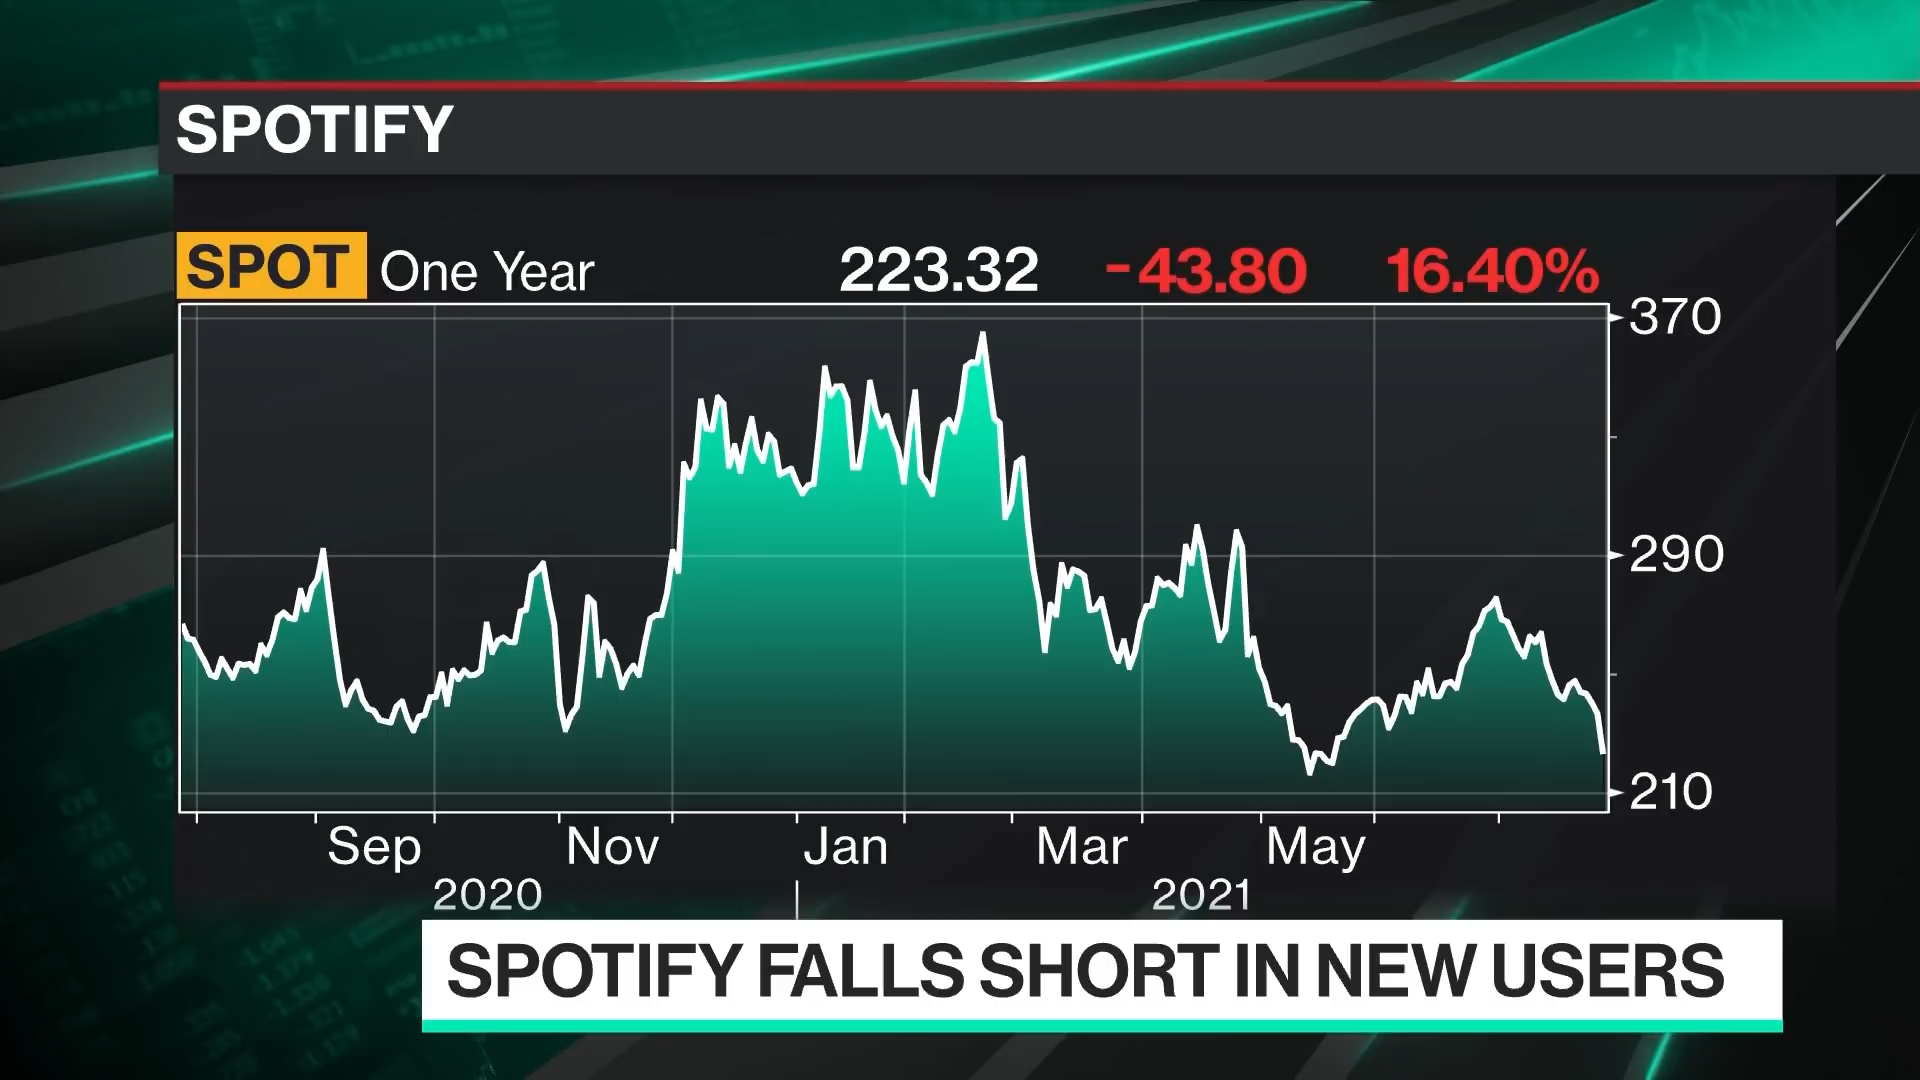 SPOTIFY
SPOT One Year 223.32 -43.80 16.40%
370
290
210
Sep Nov Jan Mar May
2020 2021
SPOTIFY FALLS SHORT IN NEW USERS